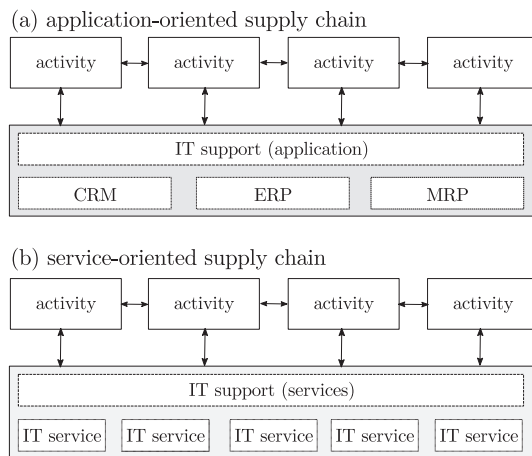 (a) application-oriented supply chain
activity activity activity activity
IT support (application)
CRM ERP MRP
(b) service-oriented supply chain
activity activity activity activity
IT support (services)
IT service IT service IT service IT service IT service